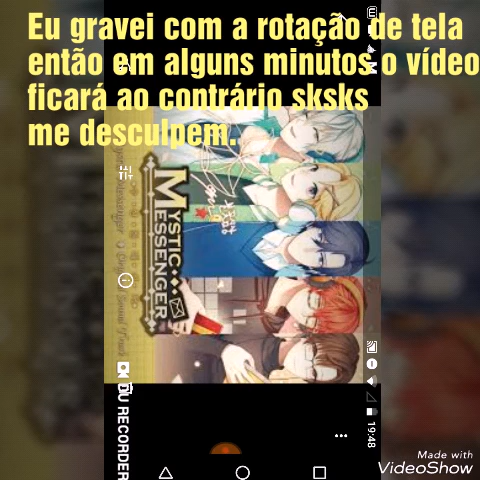 Eu gravei com a rotação de tela
então em alguns minutos o vídeo
ficará ao contrário sksks
me desculpem.
MYSTIC
MESSENGER
DU RECORDER
19:48
Made with
VideoShow